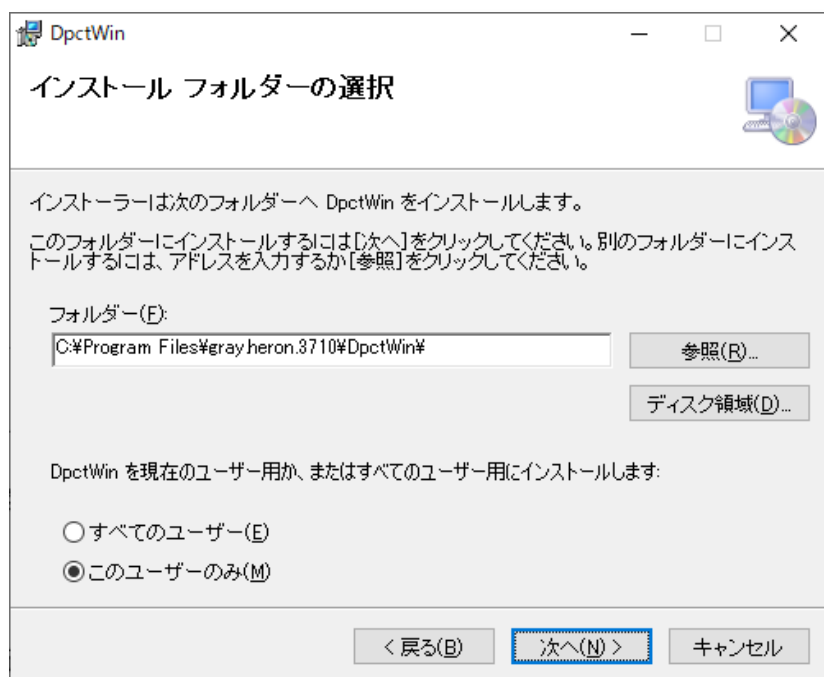 DpctWin
インストール フォルダーの選択
インストーラーは次のフォルダーへ DpctWin をインストールします。
このフォルダーにインストールするには[次へ]をクリックしてください。別のフォルダーにインス
トールするには、アドレスを入力するか[参照]をクリックしてください。
フォルダー(F):
C:¥Program Files¥gray.heron.3710¥DpctWin¥
参照(R)...
ディスク領域(D)...
DpctWin を現在のユーザー用か、またはすべてのユーザー用にインストールします:
すべてのユーザー(E)
このユーザーのみ(M)
< 戻る(B)
次へ(N) >
キャンセル